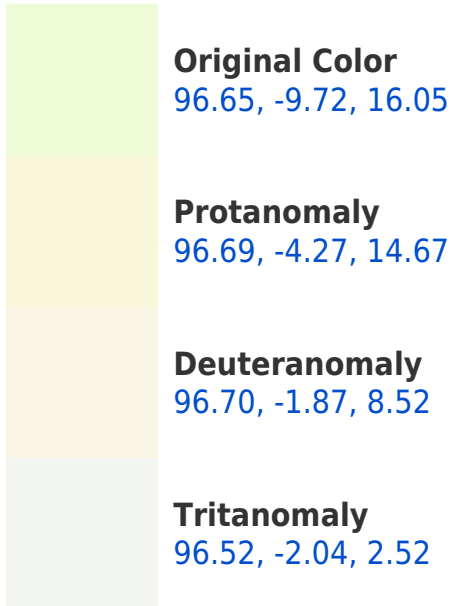 Original Color
96.65, -9.72, 16.05
Protanomaly
96.69, -4.27, 14.67
Deuteranomaly
96.70, -1.87, 8.52
Tritanomaly
96.52, -2.04, 2.52